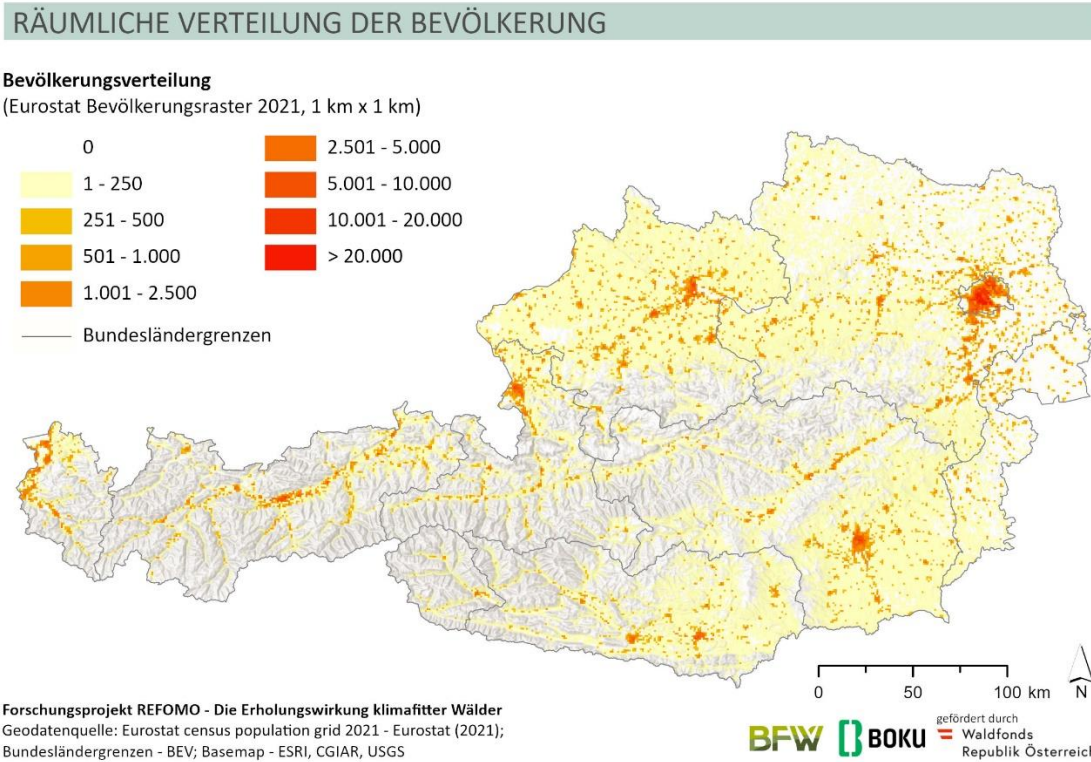 RÄUMLICHE VERTEILUNG DER BEVÖLKERUNG
Bevölkerungsverteilung
(Eurostat Bevölkerungsraster 2021, 1 km x 1 km)
0
1 - 250
251 - 500
501 - 1.000
1.001 - 2.500
2.501 - 5.000
5.001 - 10.000
10.001 - 20.000
> 20.000
Bundesländergrenzen
0 50 100 km
N
Forschungsprojekt REFOMO - Die Erholungswirkung klimafitter Wälder
Geodatenquelle: Eurostat census population grid 2021 - Eurostat (2021);
Bundesländergrenzen - BEV; Basemap - ESRI, CGIAR, USGS
BFW
BOKU
gefördert durch
Waldfonds
Republik Österreich